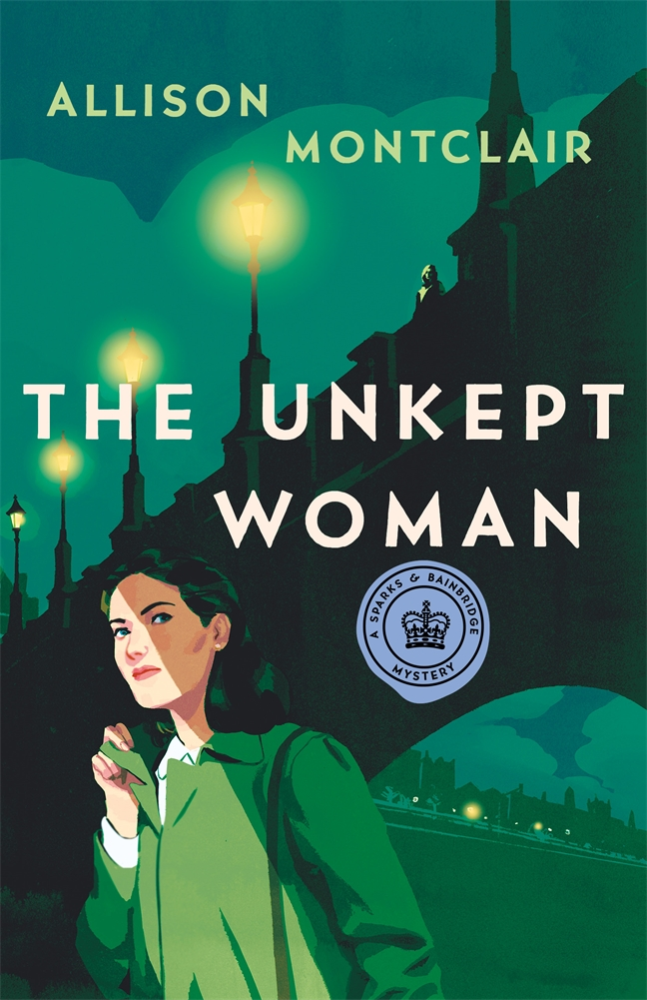 ALLISON
MONTCLAIR
THE UNKEPT
WOMAN
A SPARKS & BAINBRIDGE
MYSTERY